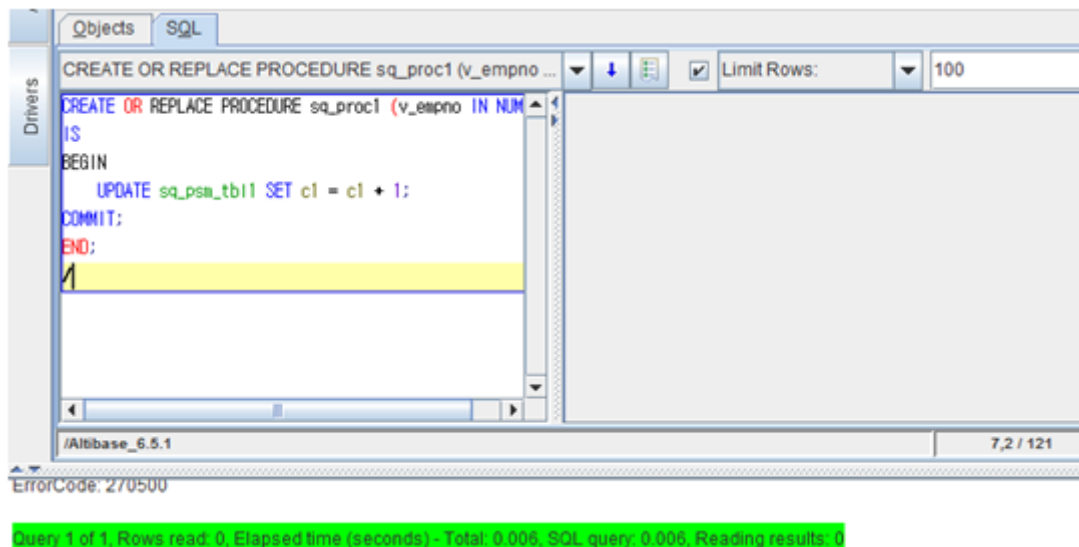 Objects SQL
CREATE OR REPLACE PROCEDURE sq_proc1 (v_empno ... Limit Rows: 100
Drivers
CREATE OR REPLACE PROCEDURE sq_proc1 (v_empno IN NUM
IS
BEGIN
UPDATE sq_psm_tbl1 SET c1 = c1 + 1;
COMMIT;
END;
/
/Altibase_6.5.1 7,2 / 121
ErrorCode: 270500
Query 1 of 1, Rows read: 0, Elapsed time (seconds) - Total: 0.006, SQL query: 0.006, Reading results: 0